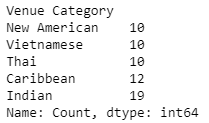 Venue Category
New American    10
Vietnamese      10
Thai            10
Caribbean       12
Indian          19
Name: Count, dtype: int64